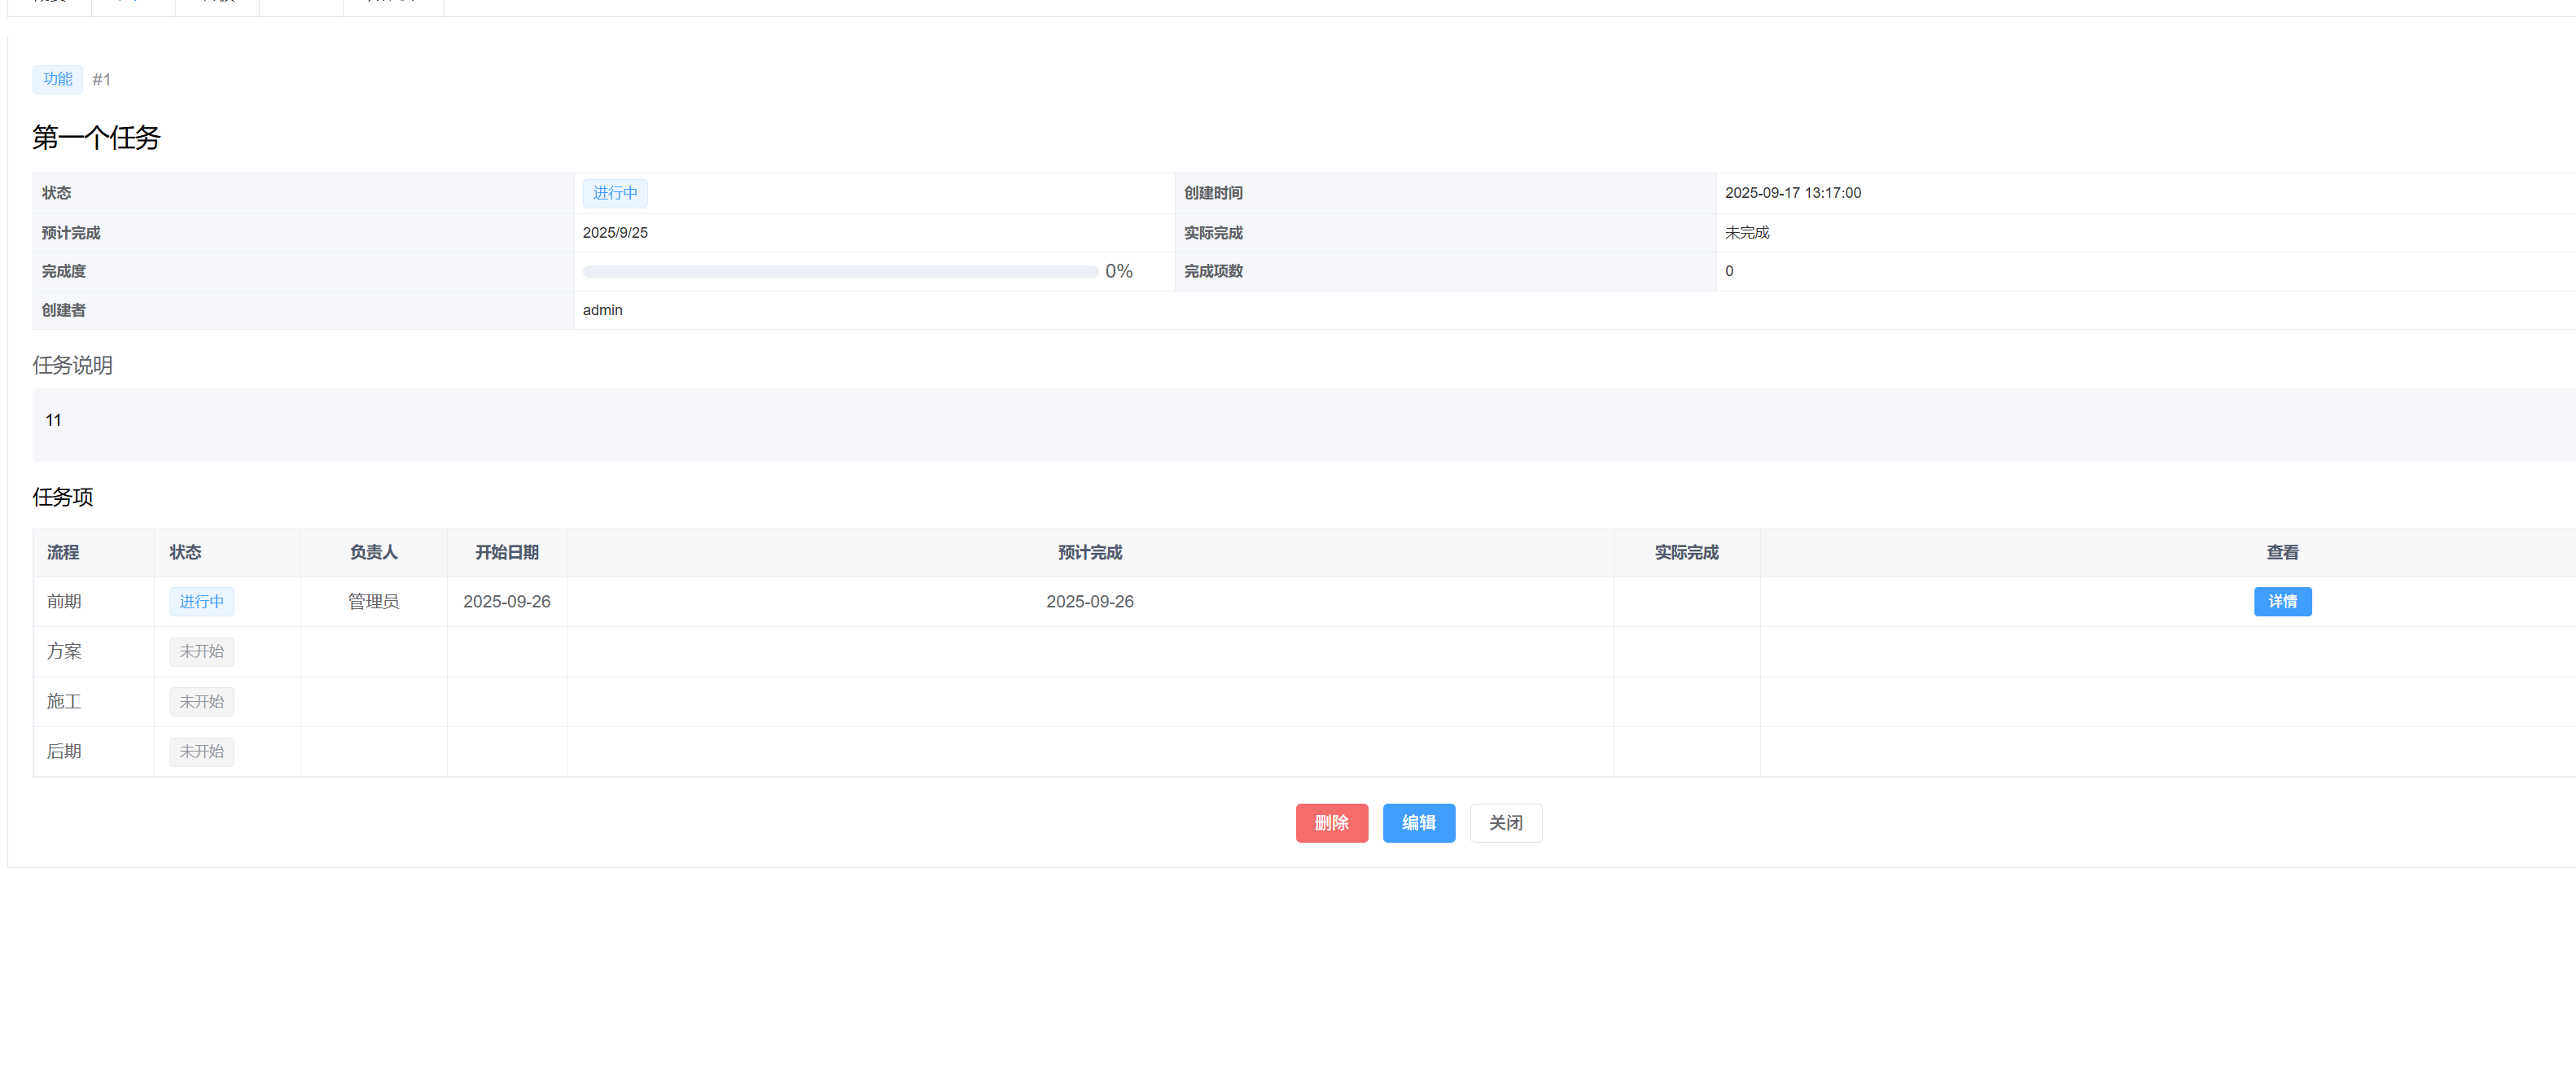 功能 #1
第一个任务
状态 进行中 创建时间 2025-09-17 13:17:00
预计完成 2025/9/25 实际完成 未完成
完成度 0% 完成项数 0
创建者 admin
任务说明
11
任务项
流程 状态 负责人 开始日期 预计完成 实际完成 查看
前期 进行中 管理员 2025-09-26 2025-09-26 详情
方案 未开始
施工 未开始
后期 未开始
删除 编辑 关闭